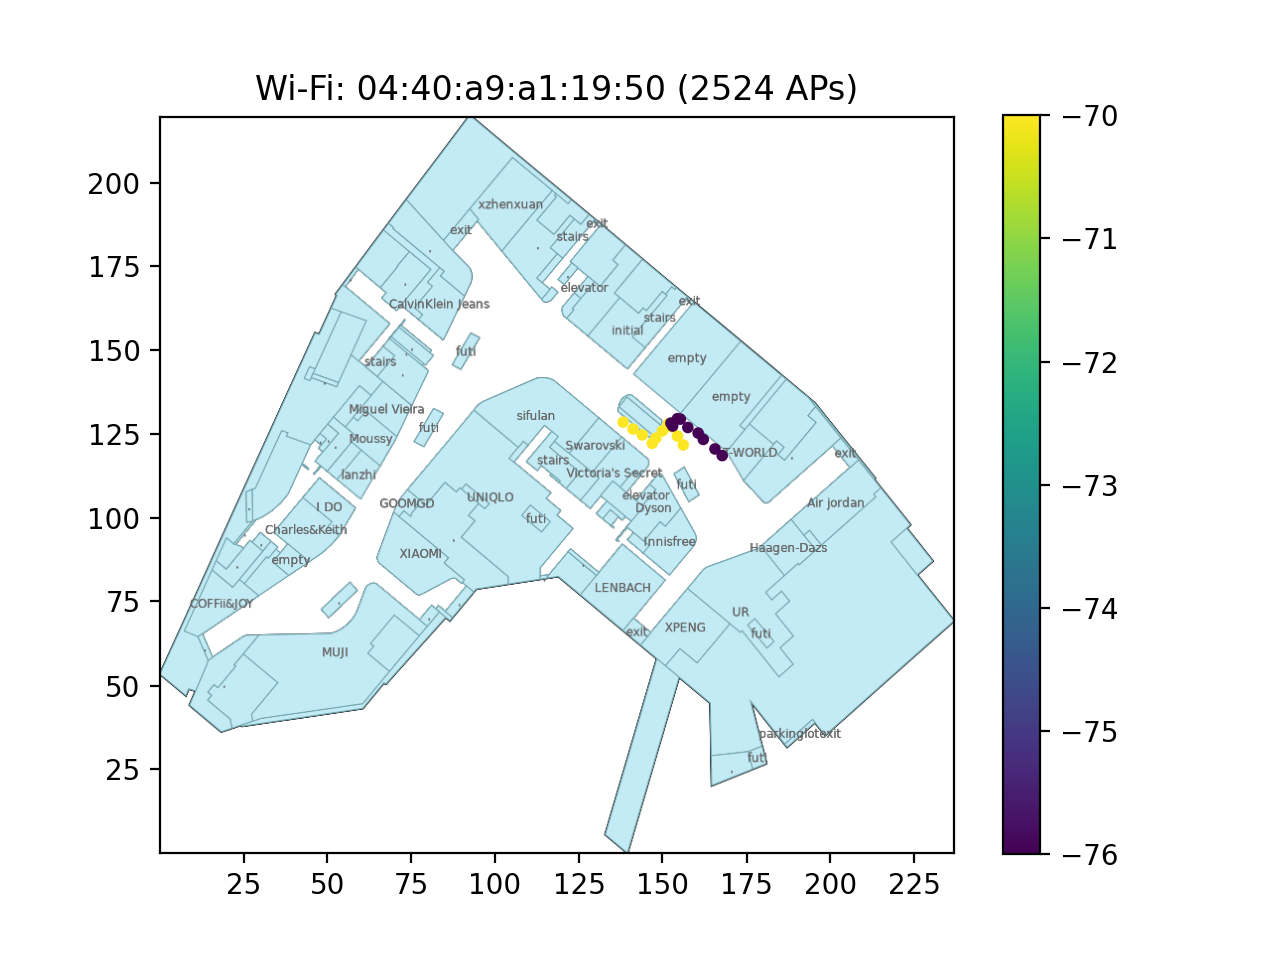 Wi-Fi: 04:40:a9:a1:19:50 (2524 APs)
200
175
150
125
100
75
50
25
25 50 75 100 125 150 175 200 225
−70
−71
−72
−73
−74
−75
−76
xzhenxuan
exit
exit
stairs
elevator
CalvinKlein Jeans
exit
stairs
initial
futi
stairs
empty
empty
Miguel Vieira
sifulan
futi
Moussy
Swarovski
T-WORLD
exit
stairs
lanzhi
Victoria's Secret
futi
elevator
UNIQLO
GOOMGD
I DO
Dyson
Air jordan
futi
Charles&Keith
Innisfree
Haagen-Dazs
XIAOMI
empty
LENBACH
COFFii&JOY
UR
exit
XPENG
futi
MUJI
parkinglotexit
futi